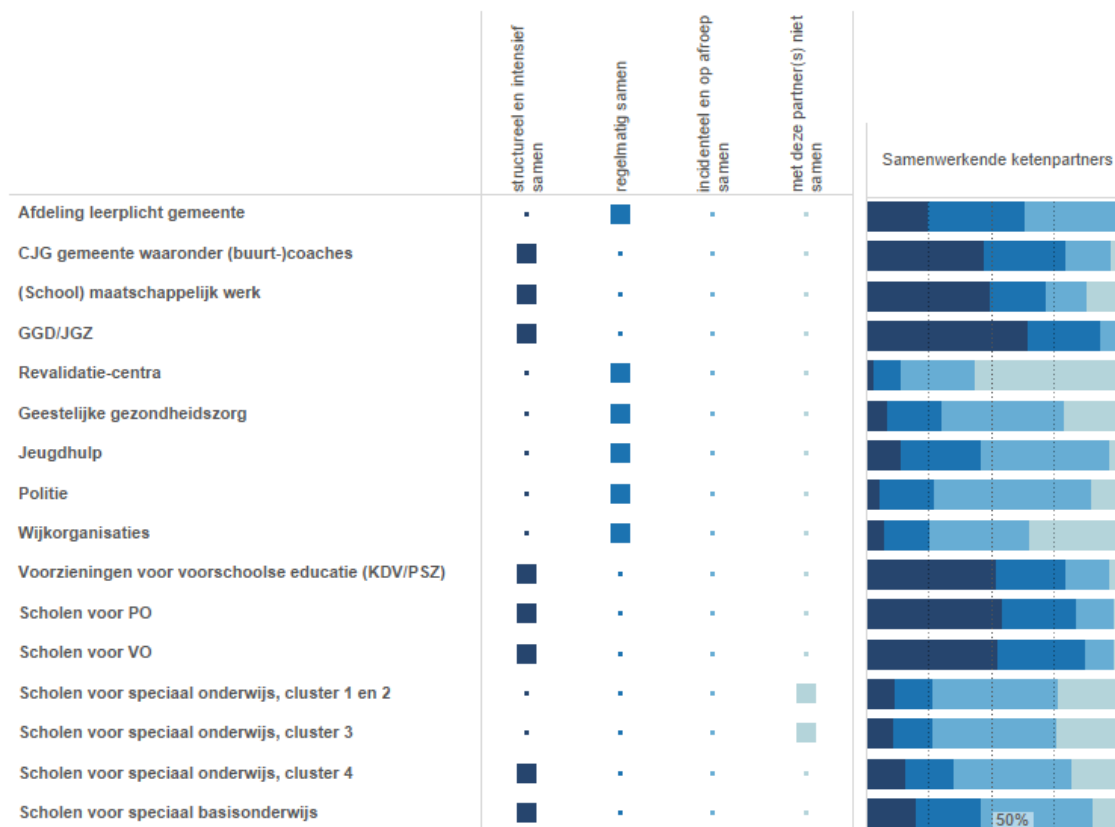 structureel en intensief
samen
regelmatig samen
incidenteel en op afroep
samen
met deze partner(s) niet
samen
Samenwerkende ketenpartners
Afdeling leerplicht gemeente
CJG gemeente waaronder (buurt-)coaches
(School) maatschappelijk werk
GGD/JGZ
Revalidatie-centra
Geestelijke gezondheidszorg
Jeugdhulp
Politie
Wijkorganisaties
Voorzieningen voor voorschoolse educatie (KDV/PSZ)
Scholen voor PO
Scholen voor VO
Scholen voor speciaal onderwijs, cluster 1 en 2
Scholen voor speciaal onderwijs, cluster 3
Scholen voor speciaal onderwijs, cluster 4
Scholen voor speciaal basisonderwijs
50%